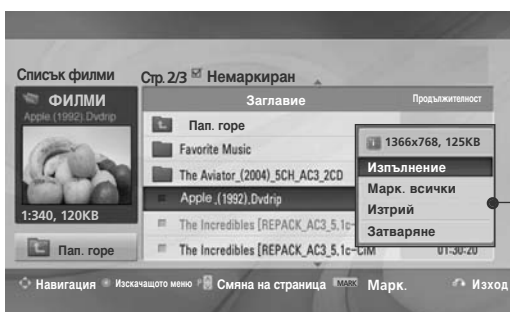 Списък филми
Стр. 2/3 Немаркиран
ФИЛМИ
Apple.(1992).Dvdrip
1:340, 120KB
Пап. горе
Заглавие
Продължителност
Пап. горе
Favorite Music
The Aviator_(2004)_5CH_AC3_2CD
Apple.(1992).Dvdrip
The Incredibles [REPACK_AC3_5,1c-
The Incredibles [REPACK_AC3_5,1c-CiM 01:30:20
1366x768, 125KB
Изпълнение
Марк. всички
Изтрий
Затваряне
Навигация Изскачащото меню P Смяна на страница MARK Марк. Изход